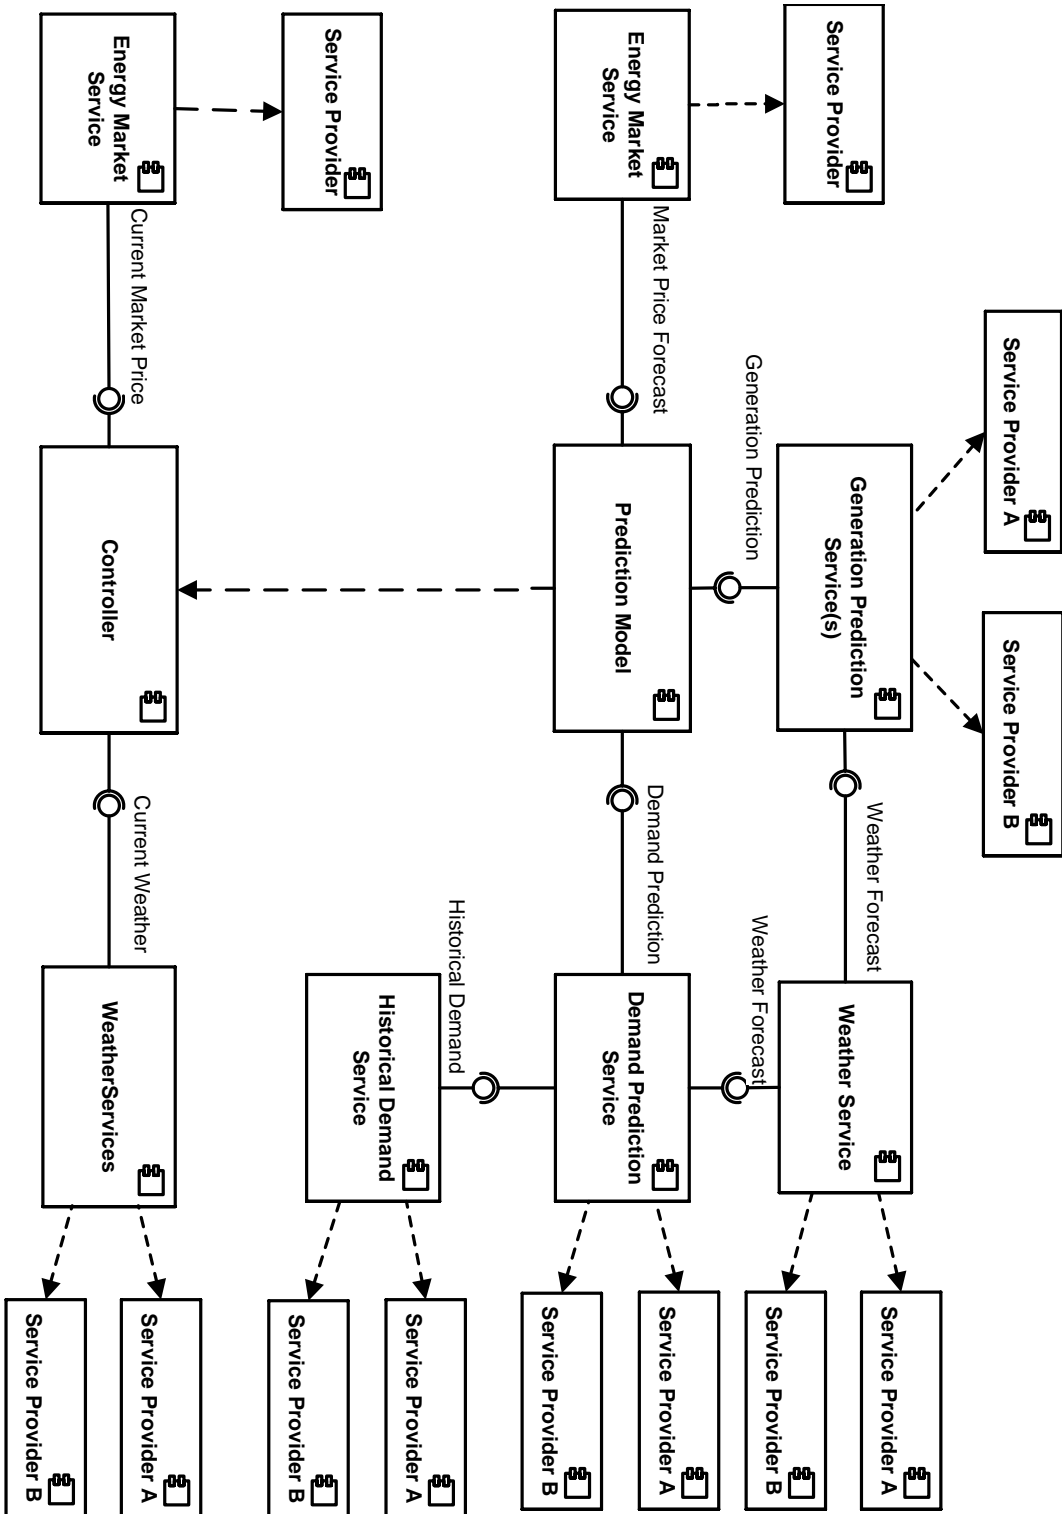 Service Provider A
Service Provider B
Service Provider
Generation Prediction
Service(s)
Weather Forecast
Weather Service
Service Provider A
Service Provider B
Generation Prediction
Weather Forecast
Energy Market
Service
Market Price Forecast
Prediction Model
Demand Prediction
Demand Prediction
Service
Service Provider A
Service Provider B
Historical Demand
Historical Demand
Service
Service Provider A
Service Provider B
Service Provider
Energy Market
Service
Current Market Price
Controller
Current Weather
WeatherServices
Service Provider A
Service Provider B